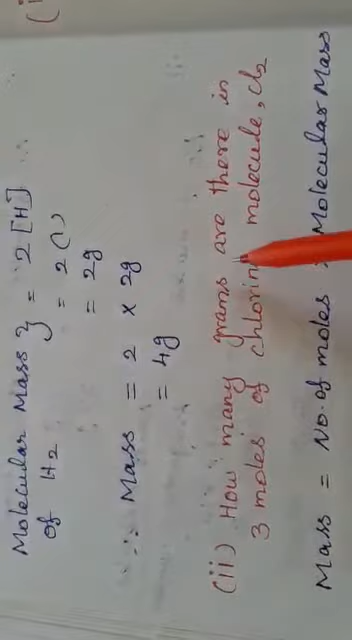 (i
Molecular Mass } = 2 [H]
of H2 = 2(1)
= 2g
∴ Mass = 2 × 2g
= 4g
(ii) How many grams are there in
3 moles of chlorine molecule, cl2
Mass = No. of moles × Molecular Mass